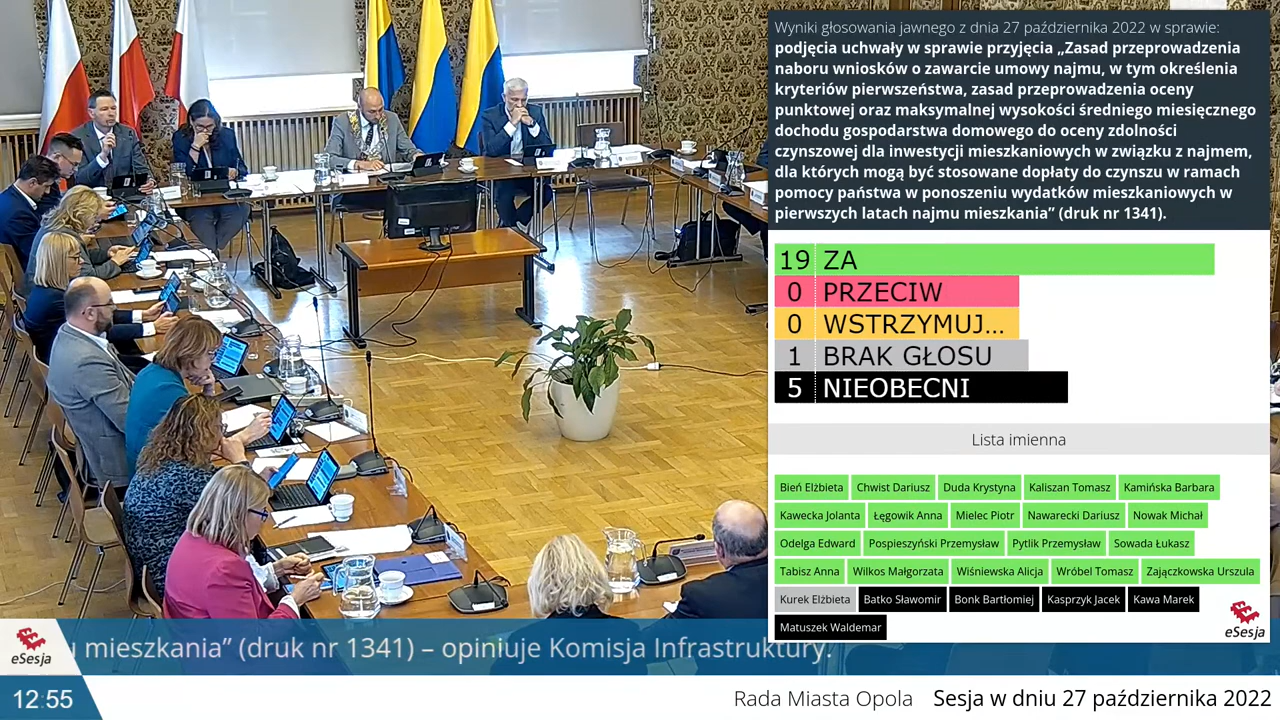 Wyniki głosowania jawnego z dnia 27 października 2022 w sprawie:
podjęcia uchwały w sprawie przyjęcia „Zasad przeprowadzenia
naboru wniosków o zawarcie umowy najmu, w tym określenia
kryteriów pierwszeństwa, zasad przeprowadzenia oceny
punktowej oraz maksymalnej wysokości średniego miesięcznego
dochodu gospodarstwa domowego do oceny zdolności
czynszowej dla inwestycji mieszkaniowych w związku z najmem,
dla których mogą być stosowane dopłaty do czynszu w ramach
pomocy państwa w ponoszeniu wydatków mieszkaniowych w
pierwszych latach najmu mieszkania” (druk nr 1341).
19 ZA
0 PRZECIW
0 WSTRZYMUJ...
1 BRAK GŁOSU
5 NIEOBECNI
Lista imienna
Bień Elżbieta Chwist Dariusz Duda Krystyna Kaliszan Tomasz Kamińska Barbara
Kawecka Jolanta Łęgowik Anna Mielec Piotr Nawarecki Dariusz Nowak Michał
Odelga Edward Pospieszyński Przemysław Pytlik Przemysław Sowada Łukasz
Tabisz Anna Wilkos Małgorzata Wiśniewska Alicja Wróbel Tomasz Zajączkowska Urszula
Kurek Elżbieta Batko Sławomir Bonk Bartłomiej Kasprzyk Jacek Kawa Marek
Matuszek Waldemar
eSesja
eSesja
mieszkania” (druk nr 1341) – opiniuje Komisja Infrastruktury.
12:55
Rada Miasta Opola Sesja w dniu 27 października 2022